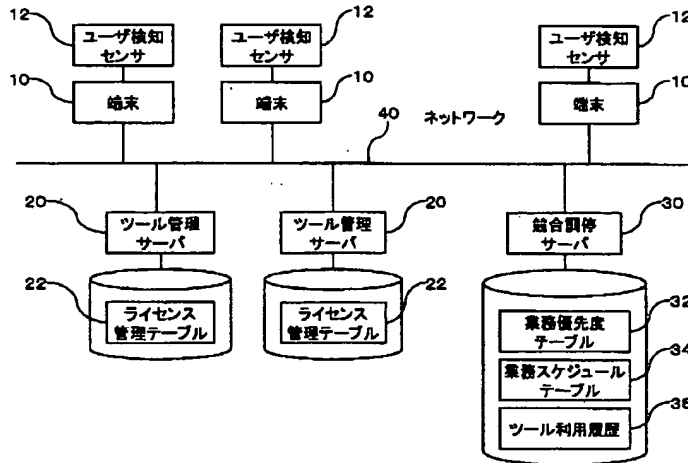 12 ユーザ検知 センサ
ユーザ検知 センサ 12
ユーザ検知 センサ 12
10 端末
端末 10
端末 10
40 ネットワーク
20 ツール管理 サーバ
ツール管理 サーバ 20
競合調停 サーバ 30
22 ライセンス 管理テーブル
ライセンス 管理テーブル 22
業務優先度 テーブル 32
業務スケジュール テーブル 34
ツール利用履歴 36